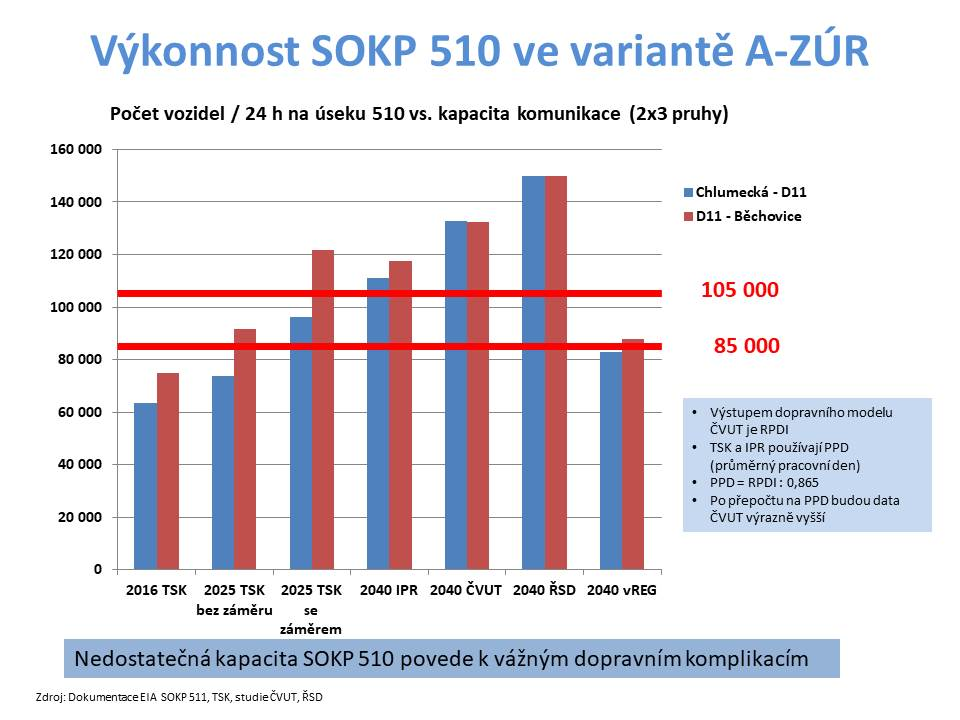 Výkonnost SOKP 510 ve variantě A-ZÚR
Počet vozidel / 24 h na úseku 510 vs. kapacita komunikace (2x3 pruhy)
160 000
140 000
120 000
100 000
80 000
60 000
40 000
20 000
0
2016 TSK
2025 TSK
bez záměru
2025 TSK
se
záměrem
2040 IPR
2040 ČVUT
2040 ŘSD
2040 vREG
Chlumecká - D11
D11 - Běchovice
105 000
85 000
• Výstupem dopravního modelu
ČVUT je RPDI
• TSK a IPR používají PPD
(průměrný pracovní den)
• PPD = RPDI : 0,865
• Po přepočtu na PPD budou data
ČVUT výrazně vyšší
Nedostatečná kapacita SOKP 510 povede k vážným dopravním komplikacím
Zdroj: Dokumentace EIA SOKP 511, TSK, studie ČVUT, ŘSD